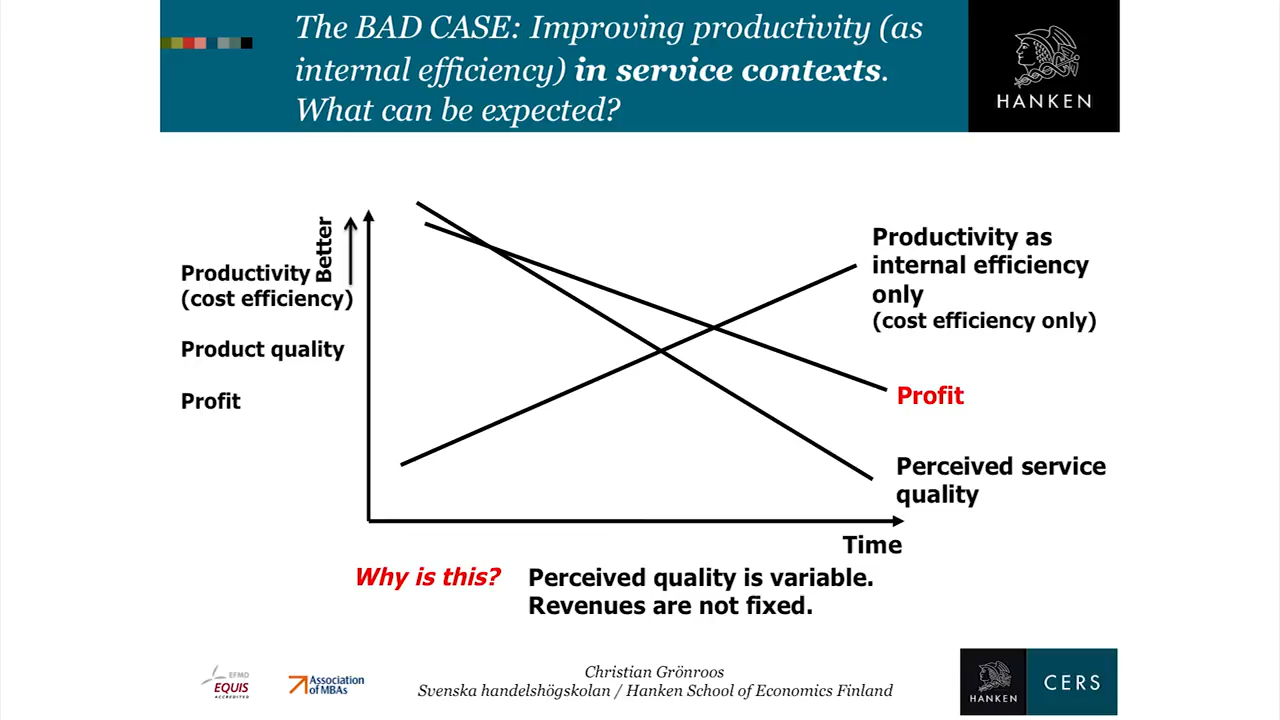 The BAD CASE: Improving productivity (as
internal efficiency) in service contexts.
What can be expected?
HANKEN
Better
Productivity
(cost efficiency)
Product quality
Profit
Productivity as
internal efficiency
only
(cost efficiency only)
Profit
Perceived service
quality
Time
Why is this?
Perceived quality is variable.
Revenues are not fixed.
EFMD
EQUIS
ACCREDITED
Association
of MBAs
Christian Grönroos
Svenska handelshögskolan / Hanken School of Economics Finland
HANKEN
CERS